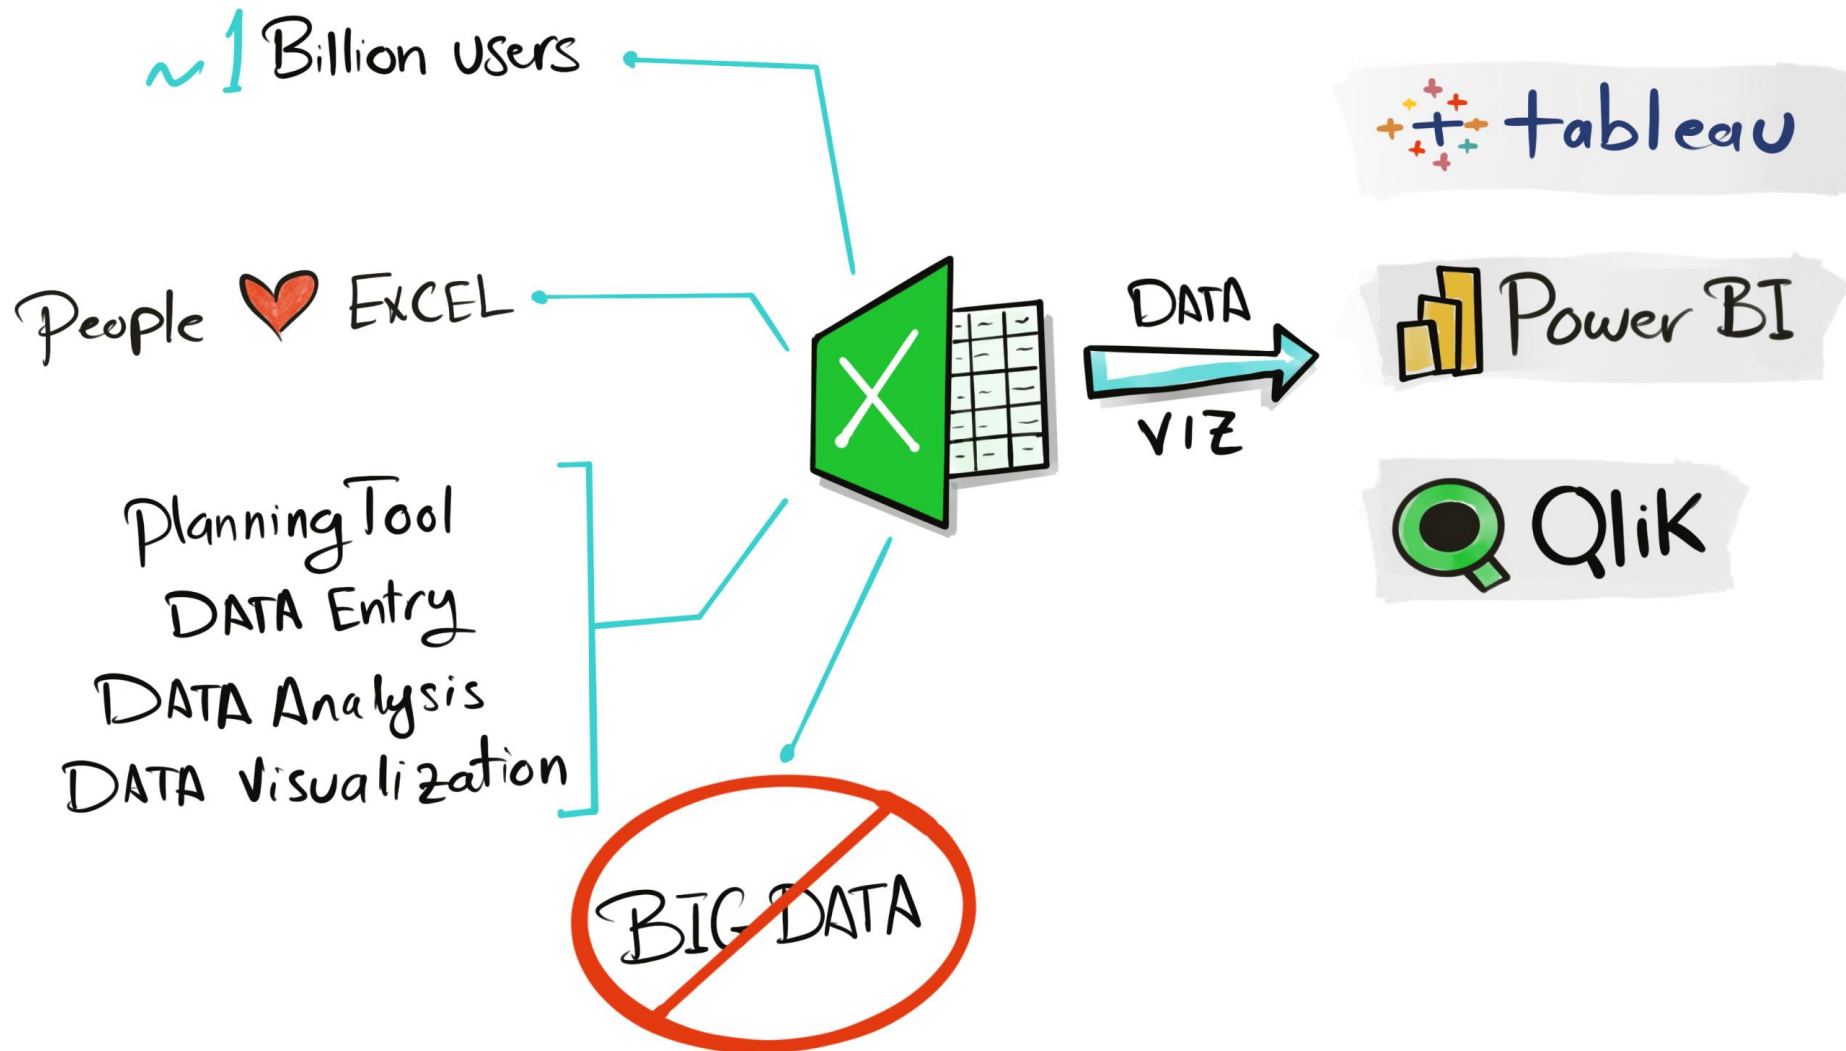 ~1 Billion users
People ❤ EXCEL
Planning Tool
DATA Entry
DATA Analysis
DATA Visualization
BIG DATA
X
DATA
VIZ
tableau
Power BI
Qlik